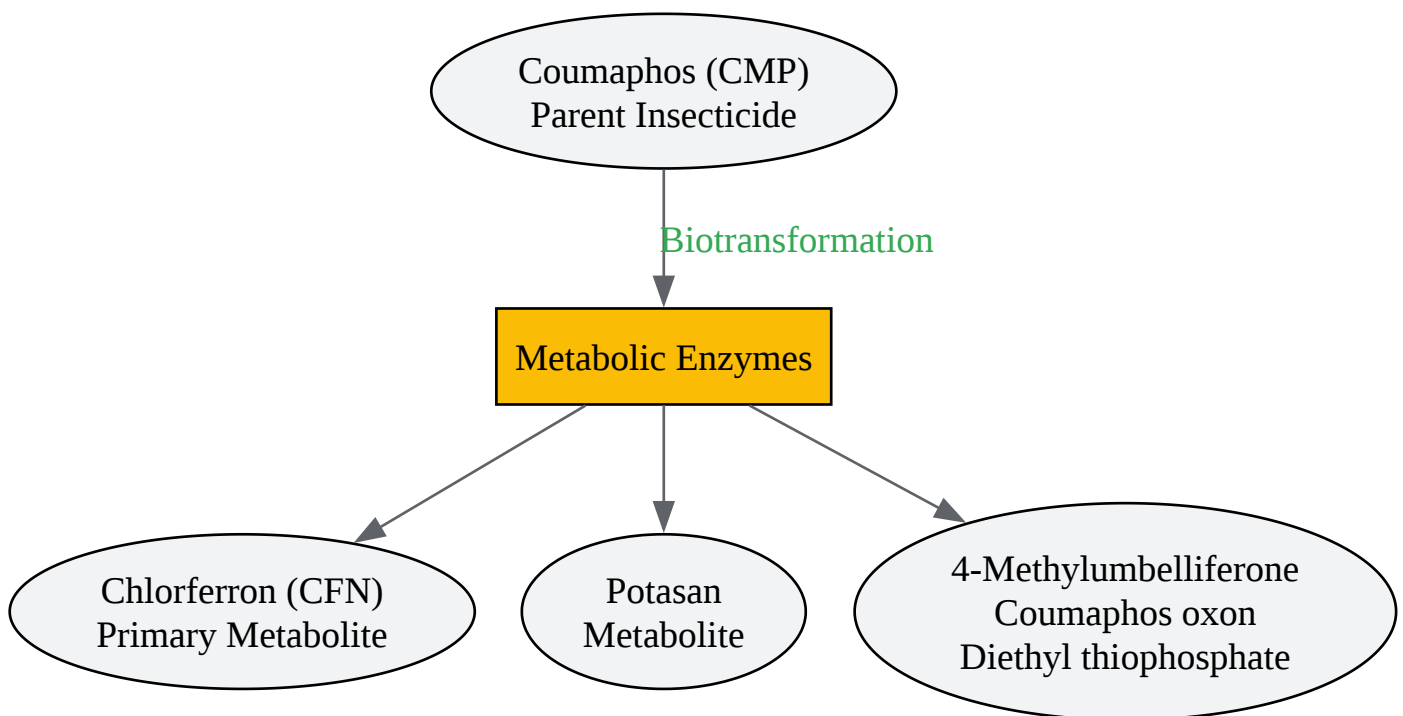 Coumaphos (CMP)
Parent Insecticide
Biotransformation
Metabolic Enzymes
Chlorferron (CFN)
Primary Metabolite
Potasan
Metabolite
4-Methylumbelliferone
Coumaphos oxon
Diethyl thiophosphate